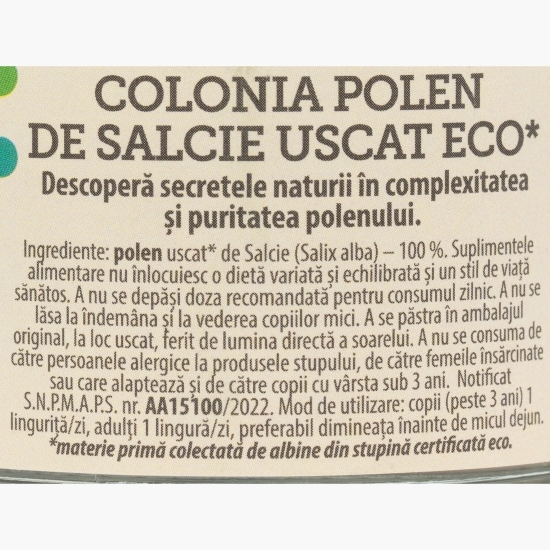 COLONIA POLEN
DE SALCIE USCAT ECO*
Descoperă secretele naturii în complexitatea
și puritatea polenului.
Ingrediente: polen uscat* de Salcie (Salix alba) – 100 %. Suplimentele
alimentare nu înlocuiesc o dietă variată și echilibrată și un stil de viață
sănătos. A nu se depăși doza recomandată pentru consumul zilnic. A nu se
lăsa la îndemâna și la vederea copiilor mici. A se păstra în ambalajul
original, la loc uscat, ferit de lumina directă a soarelui. A nu se consuma de
către persoanele alergice la produsele stupului, de către femeile însărcinate
sau care alaptează și de către copii cu vârsta sub 3 ani. Notificat
S.N.P.M.A.P.S. nr. AA15100/2022. Mod de utilizare: copii (peste 3 ani) 1
linguriță/zi, adulți 1 lingură/zi, preferabil dimineața înainte de micul dejun.
*materie primă colectată de albine din stupină certificată eco.